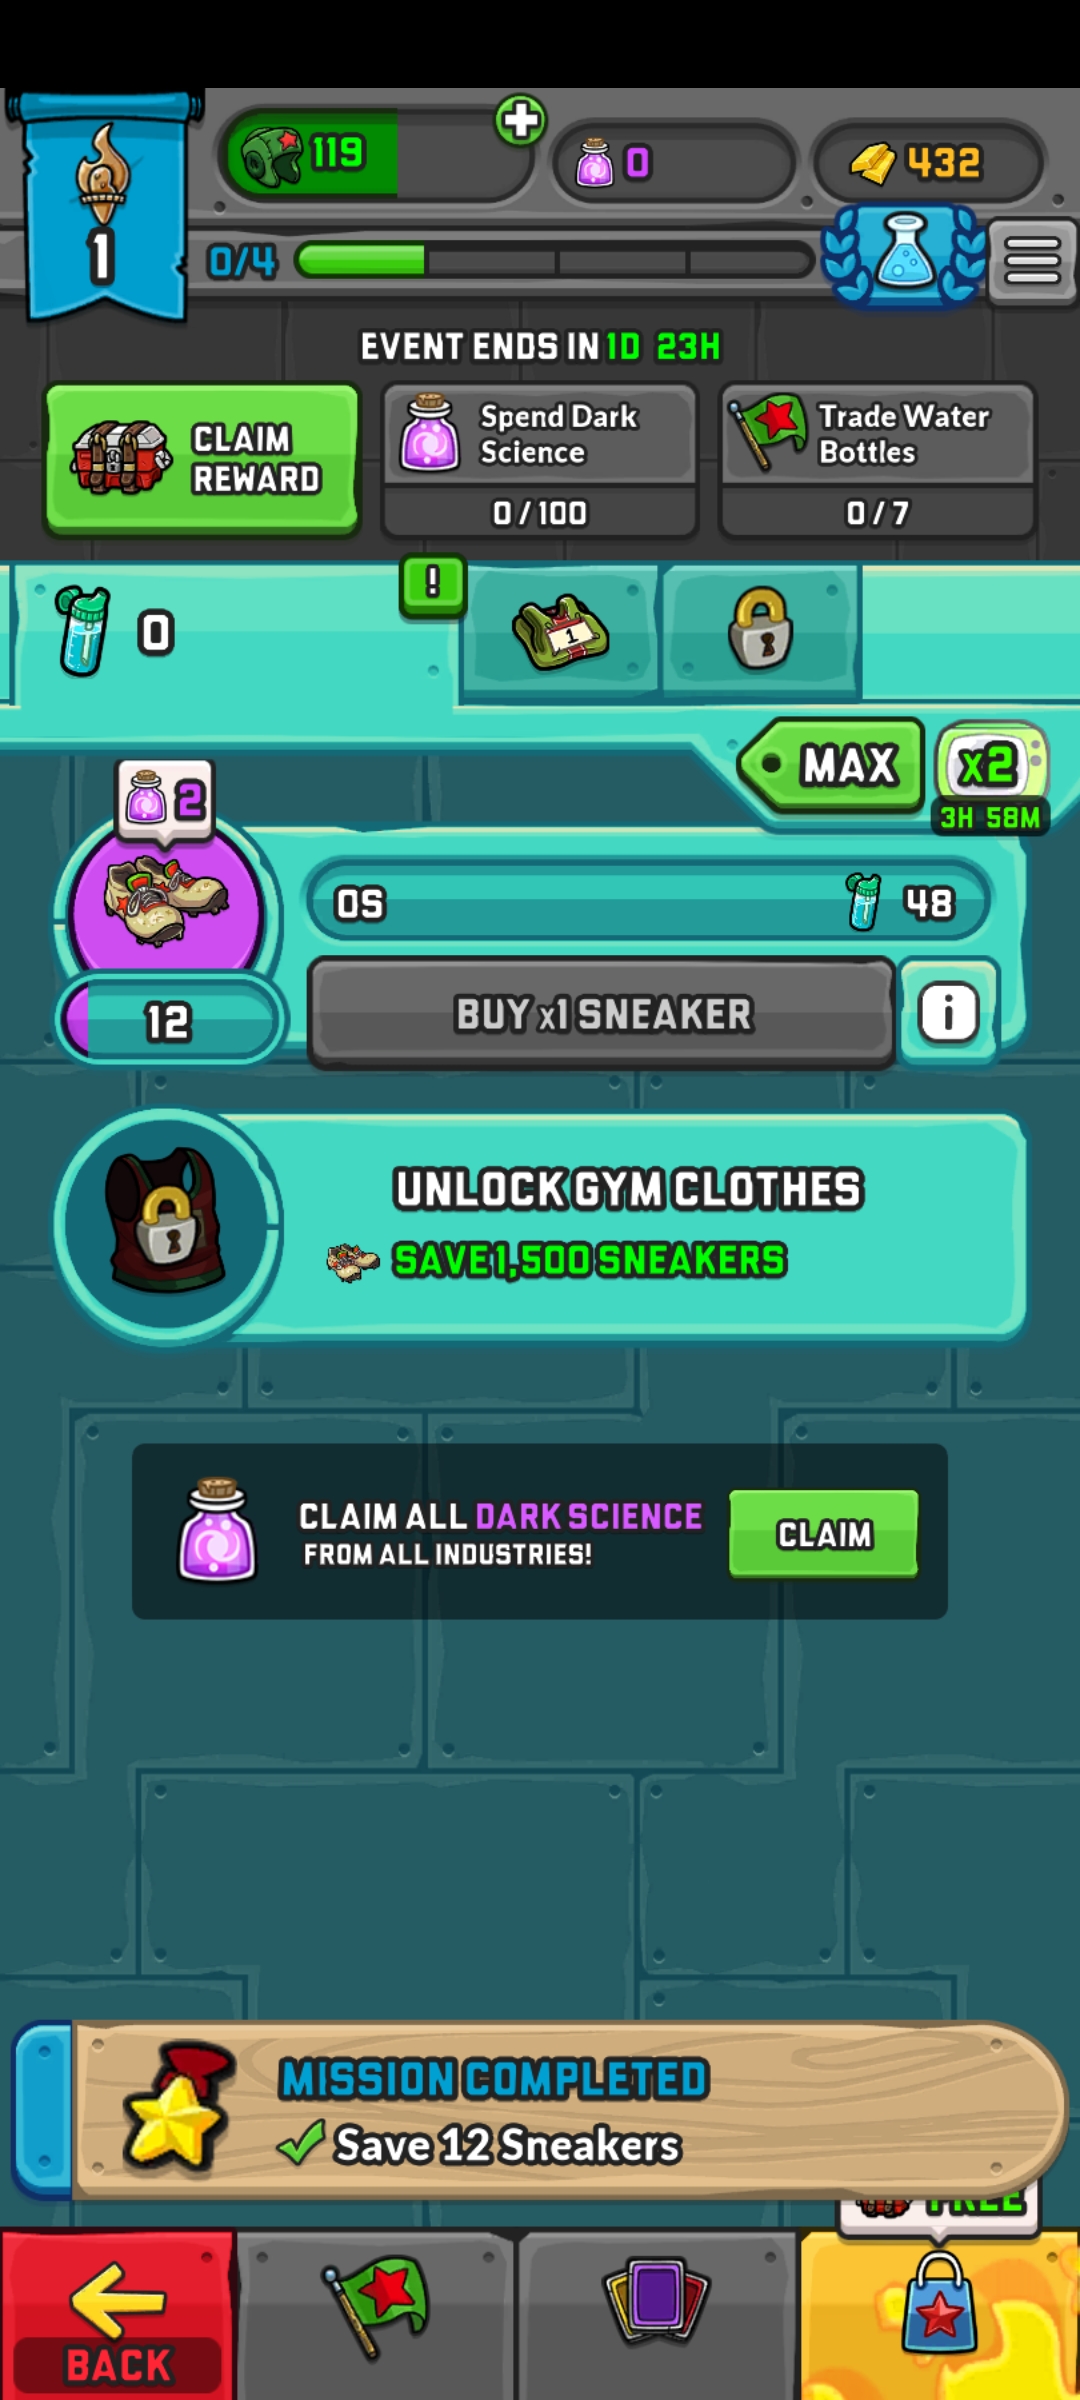 119
0
432
1
0/4
EVENT ENDS IN 1D 23H
CLAIM
REWARD
Spend Dark
Science
0 / 100
Trade Water
Bottles
0 / 7
0
!
1
MAX
x2
3H 58M
2
0S
48
12
BUY x1 SNEAKER
i
UNLOCK GYM CLOTHES
SAVE 1,500 SNEAKERS
CLAIM ALL DARK SCIENCE
FROM ALL INDUSTRIES!
CLAIM
MISSION COMPLETED
Save 12 Sneakers
FREE
BACK